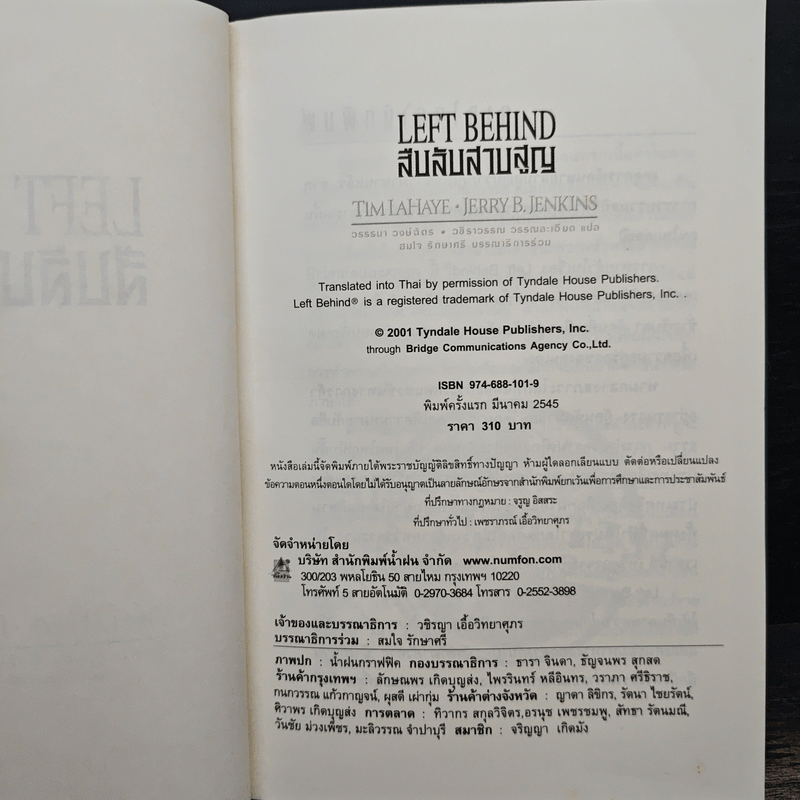 LEFT BEHIND
สืบลับสาบสูญ
TIM LAHAYE • JERRY B. JENKINS
วรรธนา วงษ์ฉัตร • วชิราวรรณ วรรณละเอียด แปล
สมใจ รักษาศรี บรรณาธิการร่วม
Translated into Thai by permission of Tyndale House Publishers.
Left Behind® is a registered trademark of Tyndale House Publishers, Inc. .
© 2001 Tyndale House Publishers, Inc.
through Bridge Communications Agency Co.,Ltd.
ISBN 974-688-101-9
พิมพ์ครั้งแรก มีนาคม 2545
ราคา 310 บาท
หนังสือเล่มนี้จัดพิมพ์ภายใต้พระราชบัญญัติลิขสิทธิ์ทางปัญญา ห้ามผู้ใดลอกเลียนแบบ ดัดต่อหรือเปลี่ยนแปลง
ข้อความตอนหนึ่งตอนใดโดยไม่ได้รับอนุญาตเป็นลายลักษณ์อักษรจากสำนักพิมพ์ยกเว้นเพื่อการศึกษาและการประชาสัมพันธ์
ที่ปรึกษาทางกฎหมาย : จรูญ อิสสระ
ที่ปรึกษาทั่วไป : เพชราภรณ์ เอื้อวิทยาศุภร
จัดจำหน่ายโดย
บริษัท สำนักพิมพ์น้ำฝน จำกัด www.numfon.com
300/203 พหลโยธิน 50 สายไหม กรุงเทพฯ 10220
โทรศัพท์ 5 สายอัตโนมัติ 0-2970-3684 โทรสาร 0-2552-3898
เจ้าของและบรรณาธิการ : วชิรญา เอื้อวิทยาศุภร
บรรณาธิการร่วม : สมใจ รักษาศรี
ภาพปก : น้ำฝนกราฟฟิค กองบรรณาธิการ : ธารา จินดา, ธัญจนพร สุกสด
ร้านค้ากรุงเทพฯ : ลักษณพร เกิดบุญส่ง, ไพรรินทร์ หลีอินทร, วราภา ศรีธิราช,
กนกวรรณ แก้วกาญจน์, ผุสดี เผ่ากุ่ม ร้านค้าต่างจังหวัด : ญาดา ลิขิกร, รัตนา ไชยรัตน์,
ศิวาพร เกิดบุญส่ง การตลาด : ทิวากร สกุลวิจิตร,อรนุช เพชรชมพู, สัทธา รัตนมณี,
วันชัย ม่วงเพ็ชร, มะลิวรรณ จำปาบุรี สมาชิก : จริญญา เกิดมัง